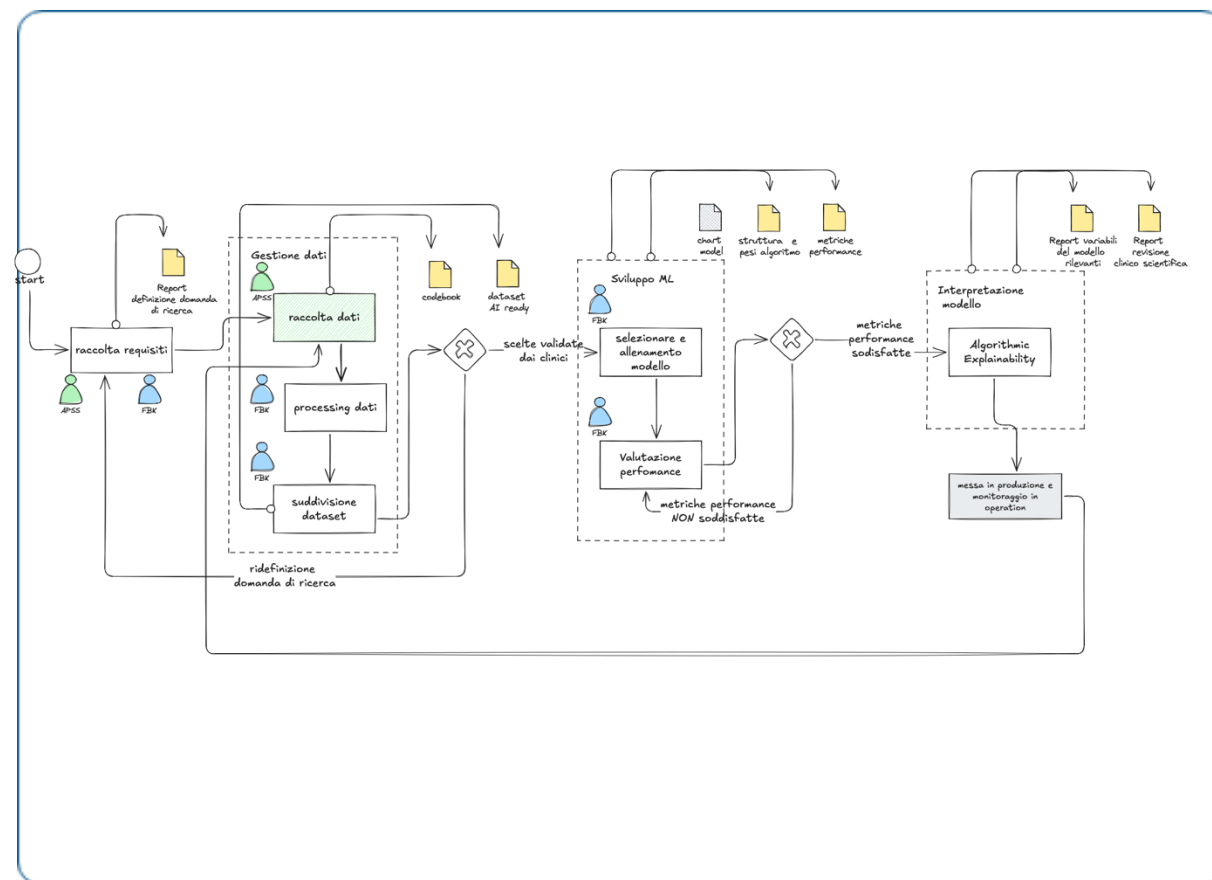 start
Report
definizione domanda
di ricerca
raccolta requisiti
APSS
FBK
Gestione dati
APSS
raccolta dati
FBK
processing dati
FBK
suddivisione
dataset
codebook
dataset
AI ready
ridefinizione
domanda di ricerca
scelte validate
dai clinici
chart
model
struttura e
pesi algoritmo
metriche
performance
Sviluppo ML
FBK
selezionare e
allenamento
modello
FBK
Valutazione
perfomance
metriche performance
NON soddisfatte
metriche
performance
sodisfatte
Report variabili
del modello
rilevanti
Report
revisione
clinico scientifica
Interpretazione
modello
Algorithmic
Explainability
messa in produzione e
monitoraggio in
operation